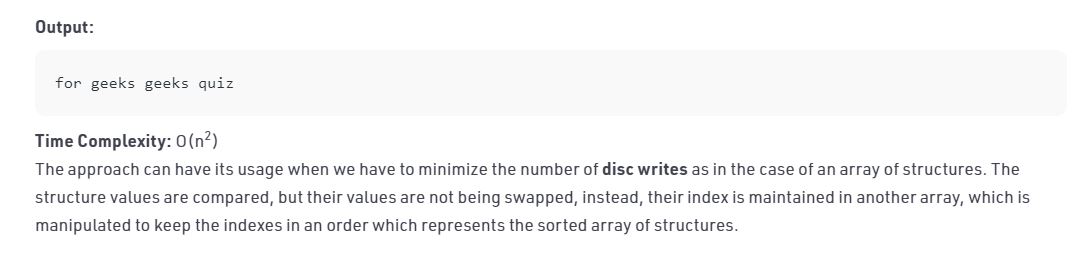 Output:
for geeks geeks quiz
Time Complexity: O(n²)
The approach can have its usage when we have to minimize the number of disc writes as in the case of an array of structures. The
structure values are compared, but their values are not being swapped, instead, their index is maintained in another array, which is
manipulated to keep the indexes in an order which represents the sorted array of structures.